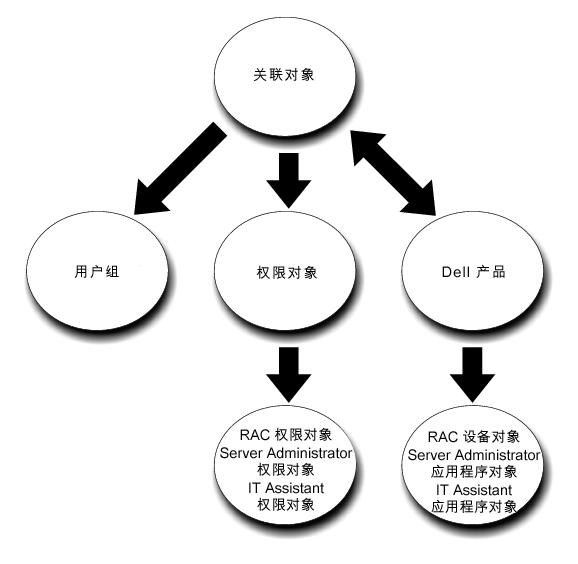 关联对象
用户组
权限对象
Dell 产品
RAC 权限对象
Server Administrator
权限对象
IT Assistant
权限对象
RAC 设备对象
Server Administrator
应用程序对象
IT Assistant
应用程序对象